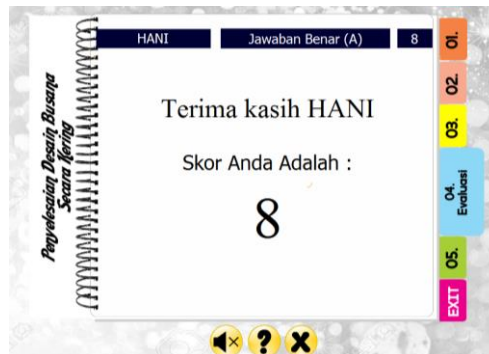 HANI
Jawaban Benar (A)
8
Penyelesaian Desain Busana
Secara Kering
Terima kasih HANI
Skor Anda Adalah :
8
01.
02.
03.
04.
Evaluasi
05.
EXIT
?